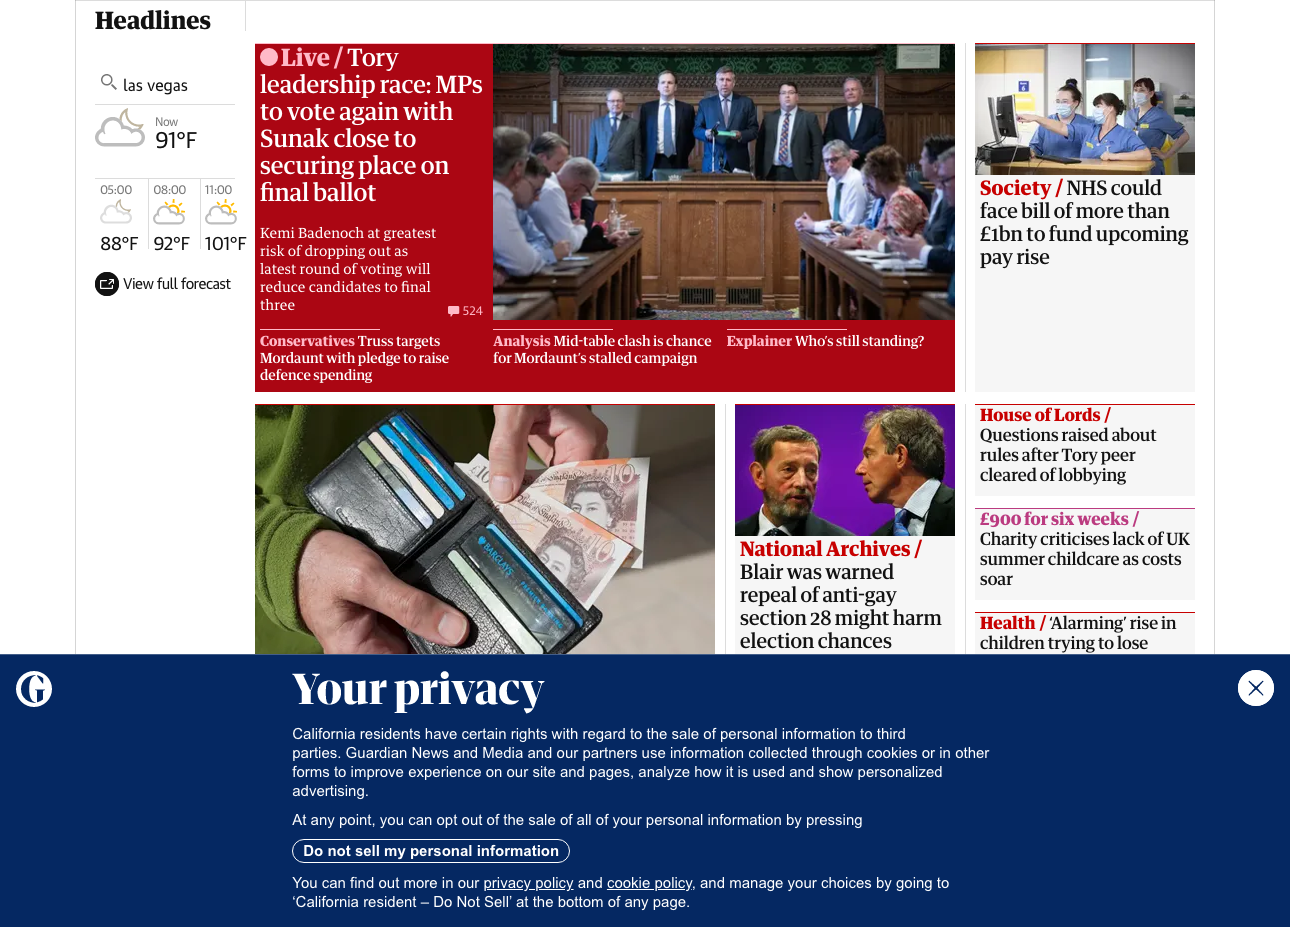 Headlines
las vegas
Now
91°F
05:00
08:00
11:00
88°F
92°F
101°F
View full forecast
Live / Tory
leadership race: MPs
to vote again with
Sunak close to
securing place on
final ballot
Kemi Badenoch at greatest
risk of dropping out as
latest round of voting will
reduce candidates to final
three
524
Conservatives Truss targets
Mordaunt with pledge to raise
defence spending
Analysis Mid-table clash is chance
for Mordaunt's stalled campaign
Explainer Who's still standing?
Society / NHS could
face bill of more than
£1bn to fund upcoming
pay rise
£10
Bank of England
BARCLAYS
National Archives /
Blair was warned
repeal of anti-gay
section 28 might harm
election chances
House of Lords /
Questions raised about
rules after Tory peer
cleared of lobbying
£900 for six weeks /
Charity criticises lack of UK
summer childcare as costs
soar
Health / 'Alarming' rise in
children trying to lose
Your privacy
California residents have certain rights with regard to the sale of personal information to third
parties. Guardian News and Media and our partners use information collected through cookies or in other
forms to improve experience on our site and pages, analyze how it is used and show personalized
advertising.
At any point, you can opt out of the sale of all of your personal information by pressing
Do not sell my personal information
You can find out more in our privacy policy and cookie policy, and manage your choices by going to
'California resident – Do Not Sell' at the bottom of any page.